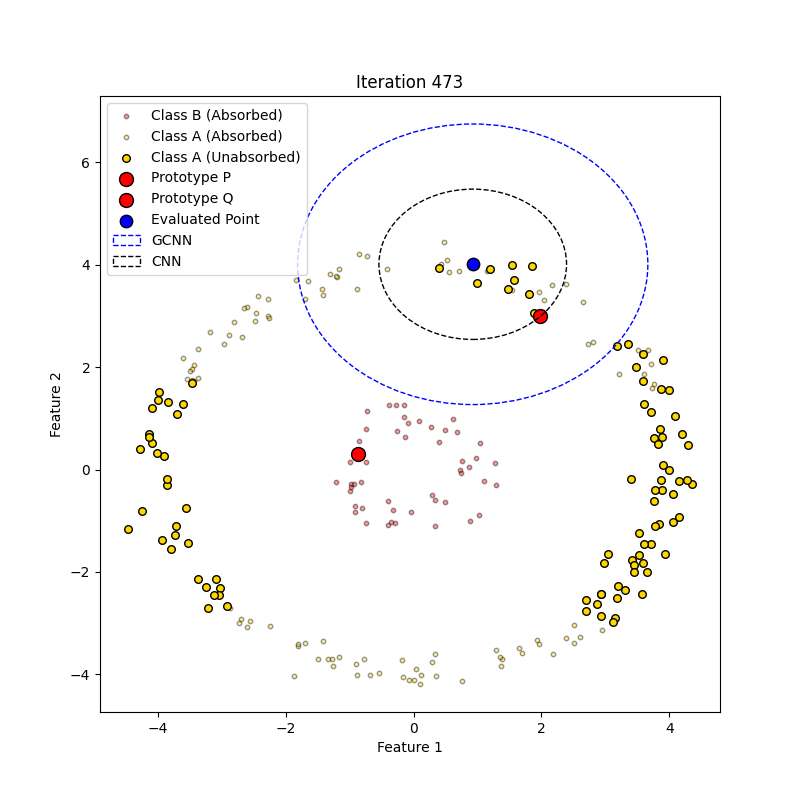 Iteration 473
Class B (Absorbed)
Class A (Absorbed)
Class A (Unabsorbed)
Prototype P
Prototype Q
Evaluated Point
GCNN
CNN
Feature 2
6
4
2
0
−2
−4
−4
−2
0
2
4
Feature 1